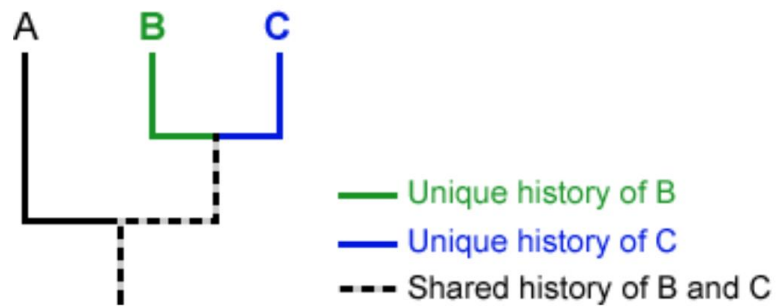 A B C
Unique history of B
Unique history of C
Shared history of B and C